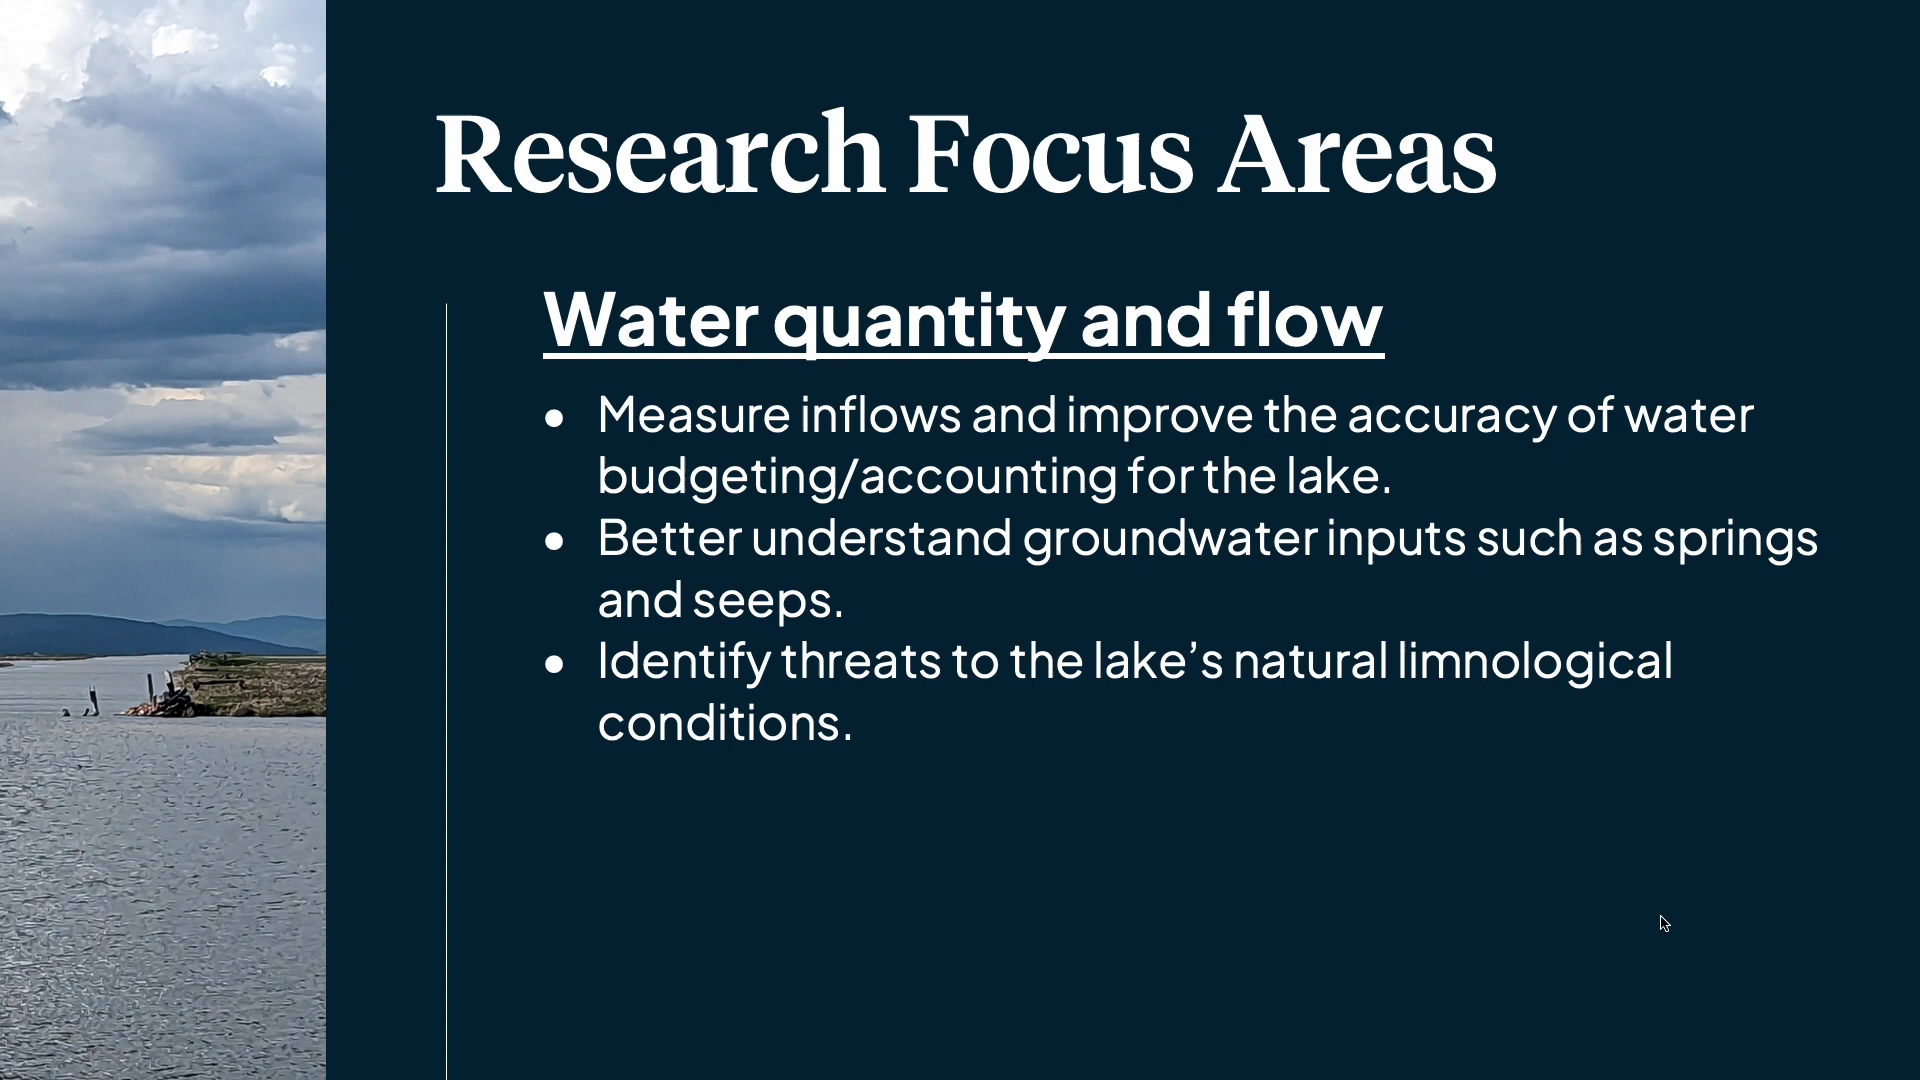 Research Focus Areas
Water quantity and flow
• Measure inflows and improve the accuracy of water
budgeting/accounting for the lake.
• Better understand groundwater inputs such as springs
and seeps.
• Identify threats to the lake’s natural limnological
conditions.